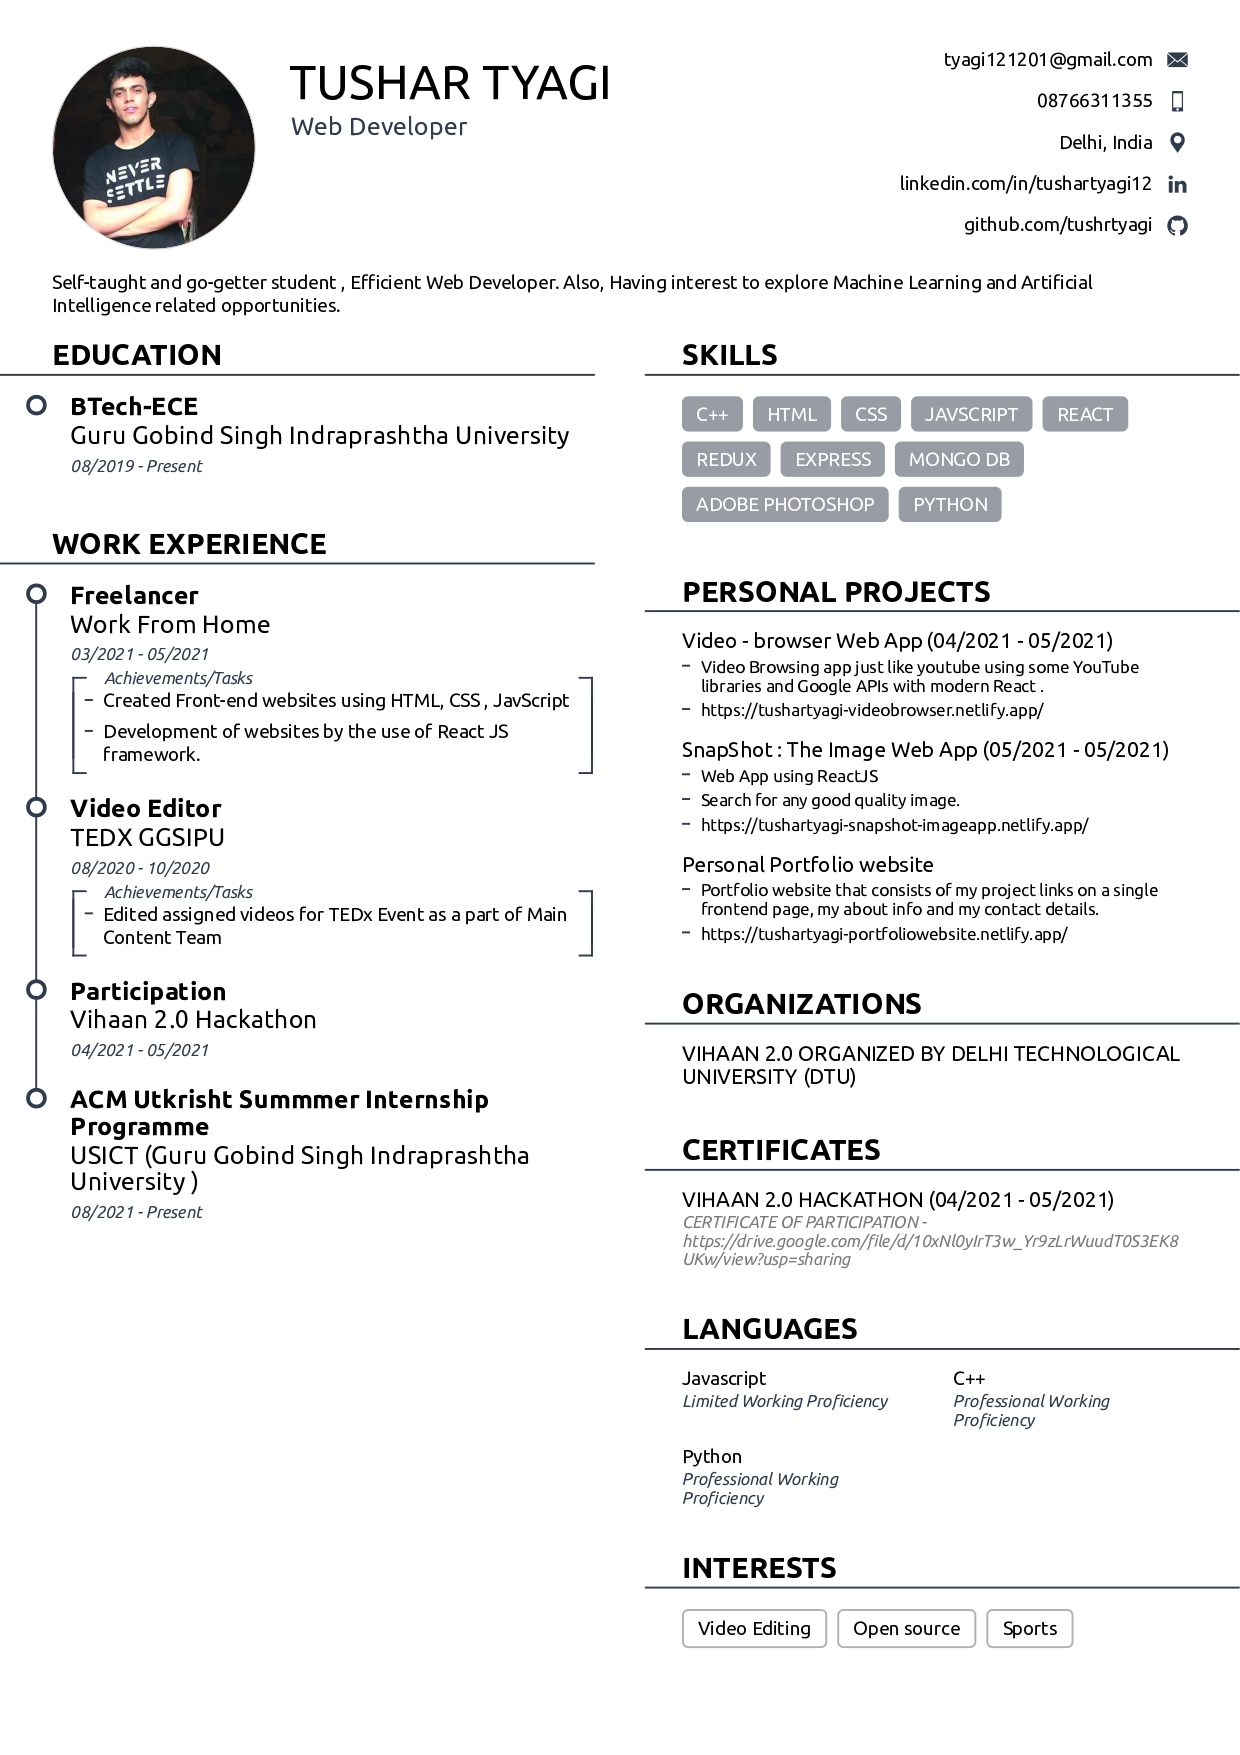 TUSHAR TYAGI
Web Developer
tyagi121201@gmail.com
08766311355
Delhi, India
linkedin.com/in/tushartyagi12
github.com/tushrtyagi
NEVER
SETTLE
Self-taught and go-getter student , Efficient Web Developer. Also, Having interest to explore Machine Learning and Artificial
Intelligence related opportunities.
EDUCATION
BTech-ECE
Guru Gobind Singh Indraprashtha University
08/2019 - Present
WORK EXPERIENCE
Freelancer
Work From Home
03/2021 - 05/2021
Achievements/Tasks
– Created Front-end websites using HTML, CSS , JavScript
– Development of websites by the use of React JS
framework.
Video Editor
TEDX GGSIPU
08/2020 - 10/2020
Achievements/Tasks
– Edited assigned videos for TEDx Event as a part of Main
Content Team
Participation
Vihaan 2.0 Hackathon
04/2021 - 05/2021
ACM Utkrisht Summmer Internship
Programme
USICT (Guru Gobind Singh Indraprashtha
University )
08/2021 - Present
SKILLS
C++ HTML CSS JAVSCRIPT REACT
REDUX EXPRESS MONGO DB
ADOBE PHOTOSHOP PYTHON
PERSONAL PROJECTS
Video - browser Web App (04/2021 - 05/2021)
– Video Browsing app just like youtube using some YouTube
libraries and Google APIs with modern React .
– https://tushartyagi-videobrowser.netlify.app/
SnapShot : The Image Web App (05/2021 - 05/2021)
– Web App using ReactJS
– Search for any good quality image.
– https://tushartyagi-snapshot-imageapp.netlify.app/
Personal Portfolio website
– Portfolio website that consists of my project links on a single
frontend page, my about info and my contact details.
– https://tushartyagi-portfoliowebsite.netlify.app/
ORGANIZATIONS
VIHAAN 2.0 ORGANIZED BY DELHI TECHNOLOGICAL
UNIVERSITY (DTU)
CERTIFICATES
VIHAAN 2.0 HACKATHON (04/2021 - 05/2021)
CERTIFICATE OF PARTICIPATION -
https://drive.google.com/file/d/10xNl0yIrT3w_Yr9zLrWuudT0S3EK8
UKw/view?usp=sharing
LANGUAGES
Javascript
Limited Working Proficiency
C++
Professional Working
Proficiency
Python
Professional Working
Proficiency
INTERESTS
Video Editing Open source Sports